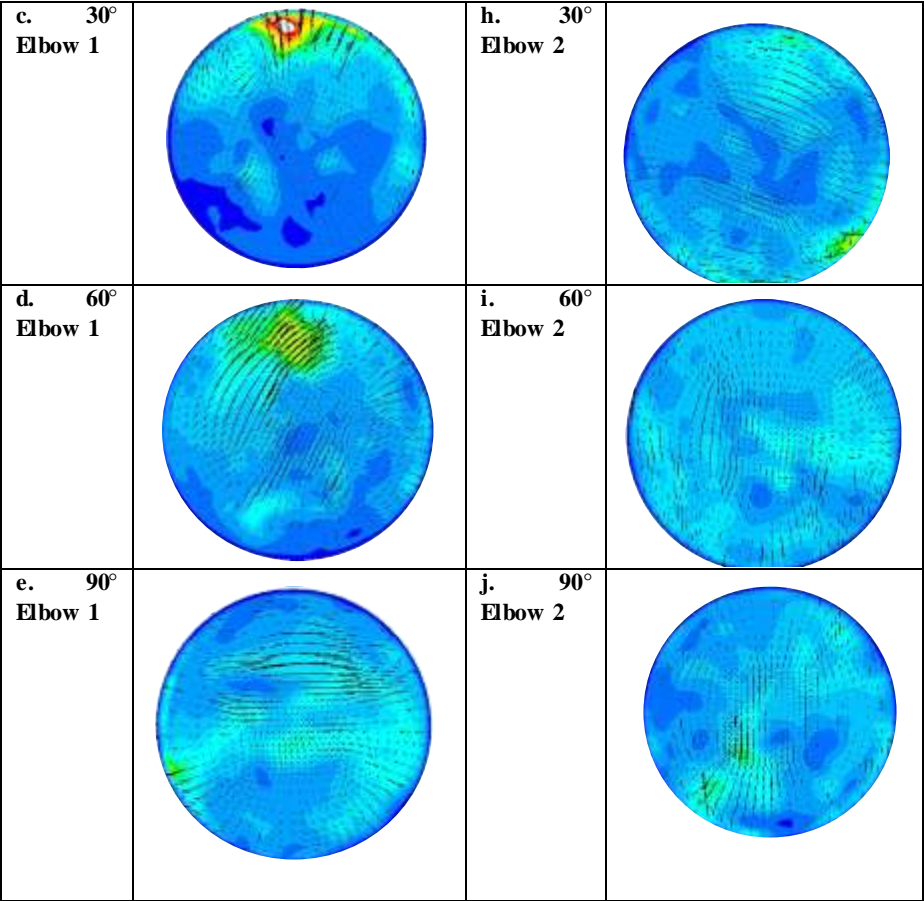 c. 30°
Elbow 1
h. 30°
Elbow 2
d. 60°
Elbow 1
i. 60°
Elbow 2
e. 90°
Elbow 1
j. 90°
Elbow 2